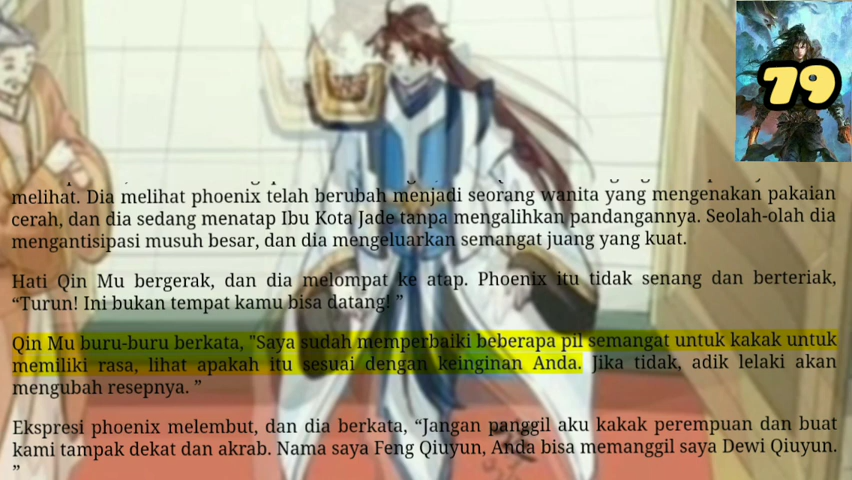 79
melihat. Dia melihat phoenix telah berubah menjadi seorang wanita yang mengenakan pakaian
cerah, dan dia sedang menatap Ibu Kota Jade tanpa mengalihkan pandangannya. Seolah-olah dia
mengantisipasi musuh besar, dan dia mengeluarkan semangat juang yang kuat.
Hati Qin Mu bergerak, dan dia melompat ke atap. Phoenix itu tidak senang dan berteriak,
“Turun! Ini bukan tempat kamu bisa datang! ”
Qin Mu buru-buru berkata, "Saya sudah memperbaiki beberapa pil semangat untuk kakak untuk
memiliki rasa, lihat apakah itu sesuai dengan keinginan Anda. Jika tidak, adik lelaki akan
mengubah resepnya. ”
Ekspresi phoenix melembut, dan dia berkata, “Jangan panggil aku kakak perempuan dan buat
kami tampak dekat dan akrab. Nama saya Feng Qiuyun, Anda bisa memanggil saya Dewi Qiuyun.
”